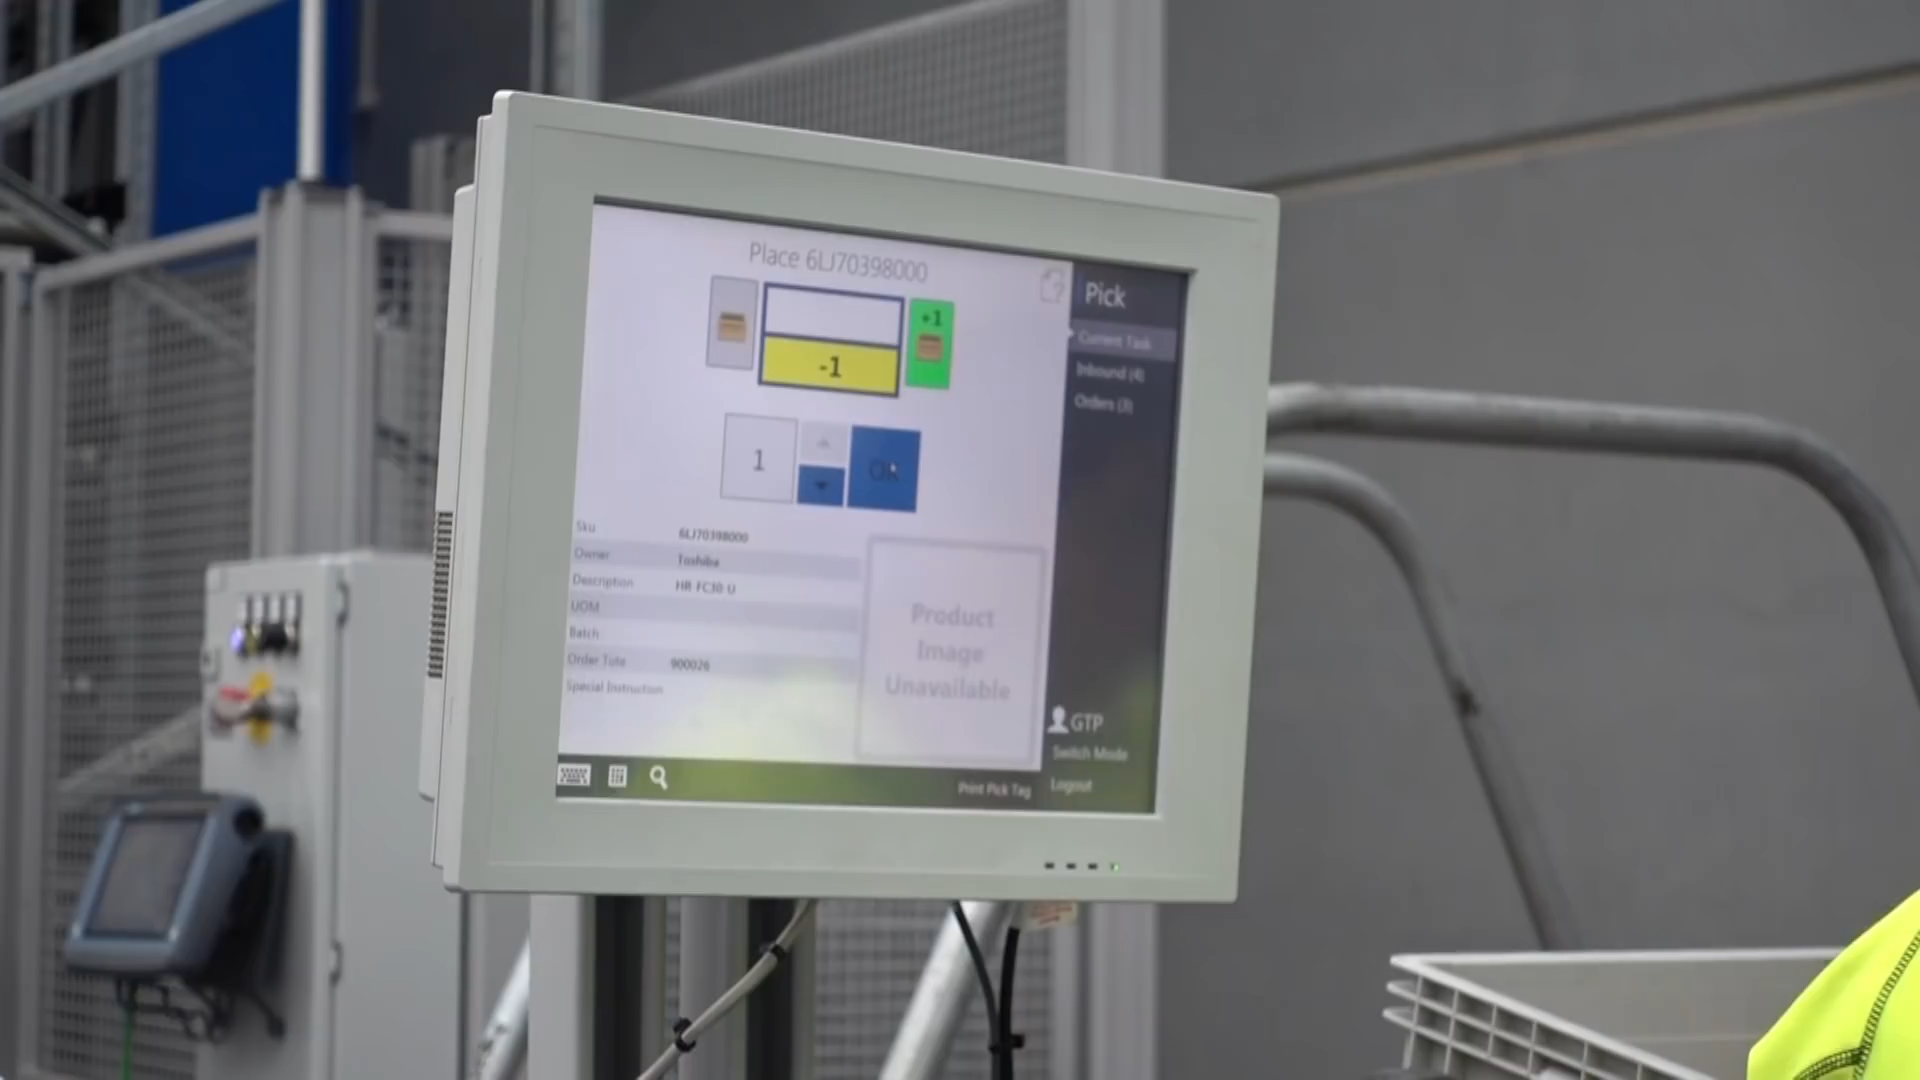 Place 6LJ70398000
+1
-1
1
OK
Sku 6LJ70398000
Owner Toshiba
Description HR-FC30-U
UOM
Batch
Order Tote 900026
Special Instruction
Product
Image
Unavailable
Pick
Current Task
Inbound (4)
Orders (3)
GTP
Switch Mode
Logout
Print Pick Tag